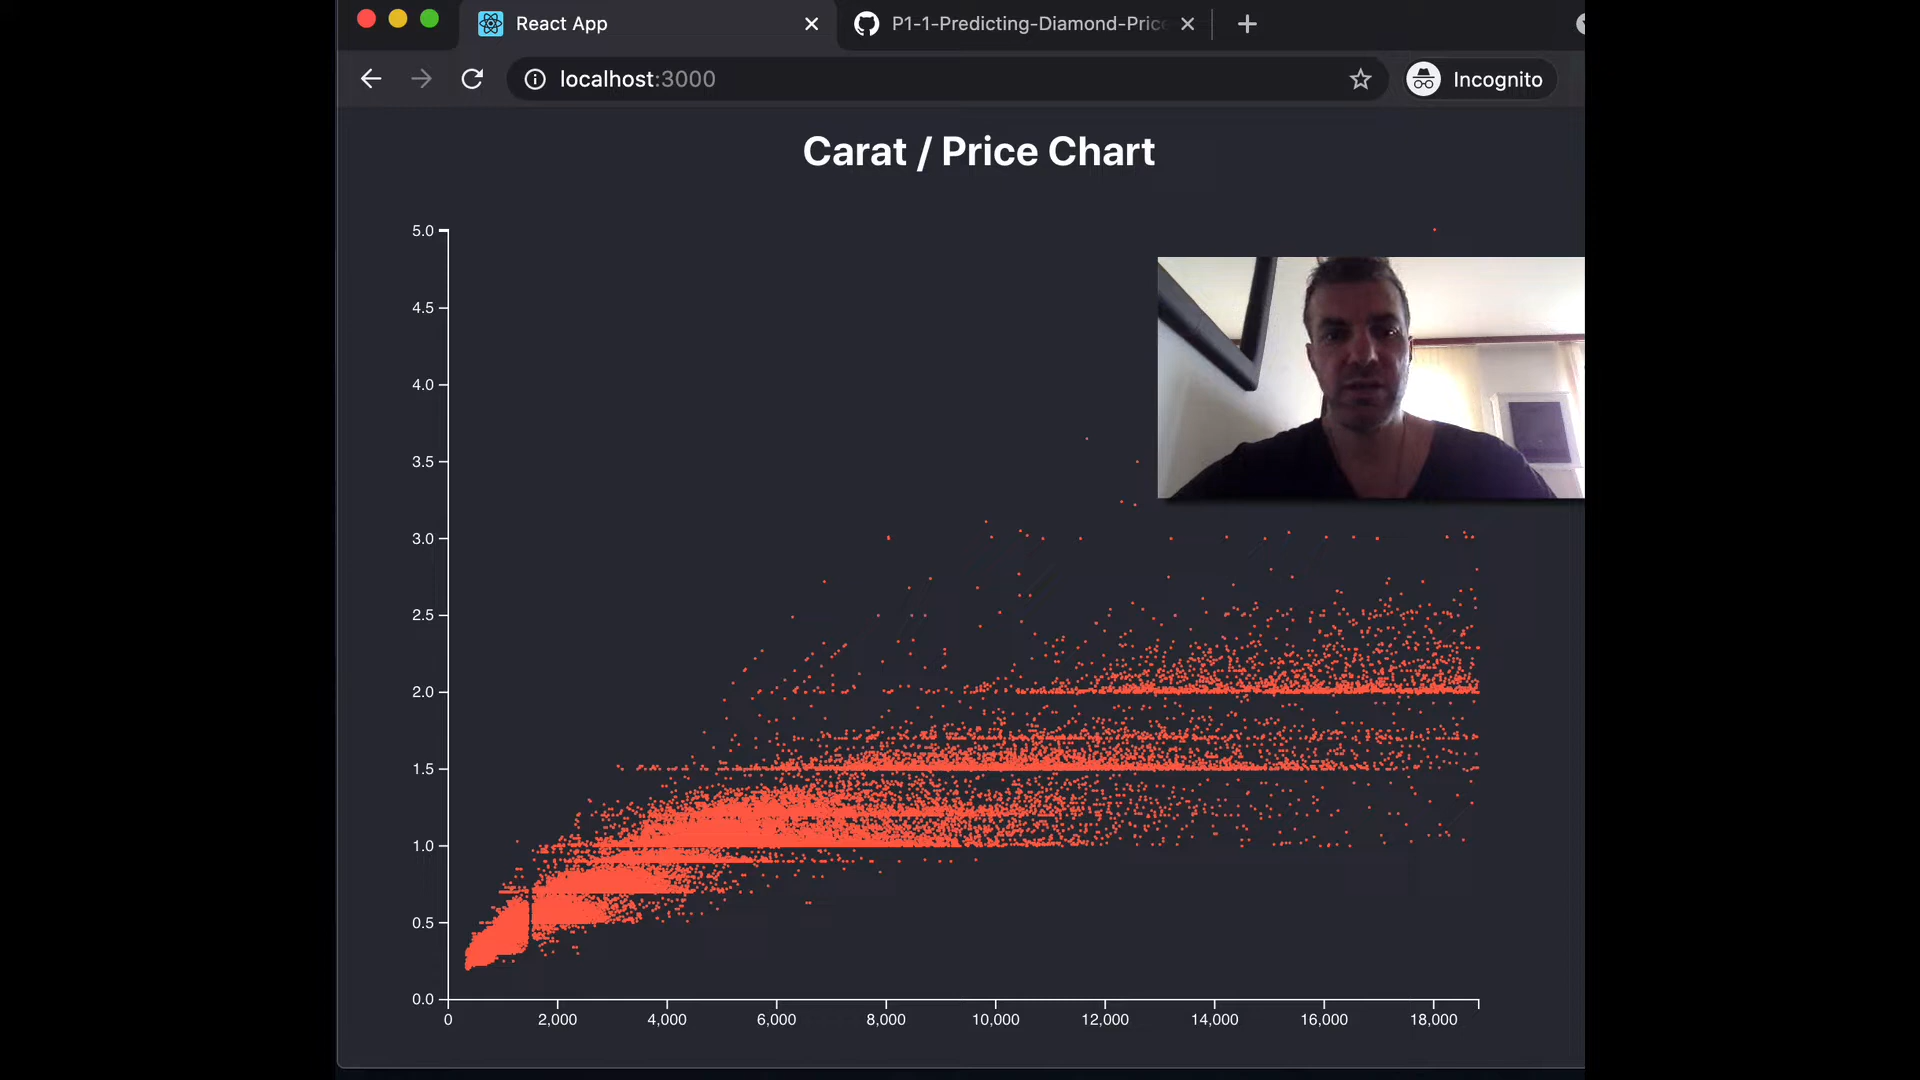 React App
P1-1-Predicting-Diamond-Price
localhost:3000
Incognito
Carat / Price Chart
5.0
4.5
4.0
3.5
3.0
2.5
2.0
1.5
1.0
0.5
0.0
0 2,000 4,000 6,000 8,000 10,000 12,000 14,000 16,000 18,000